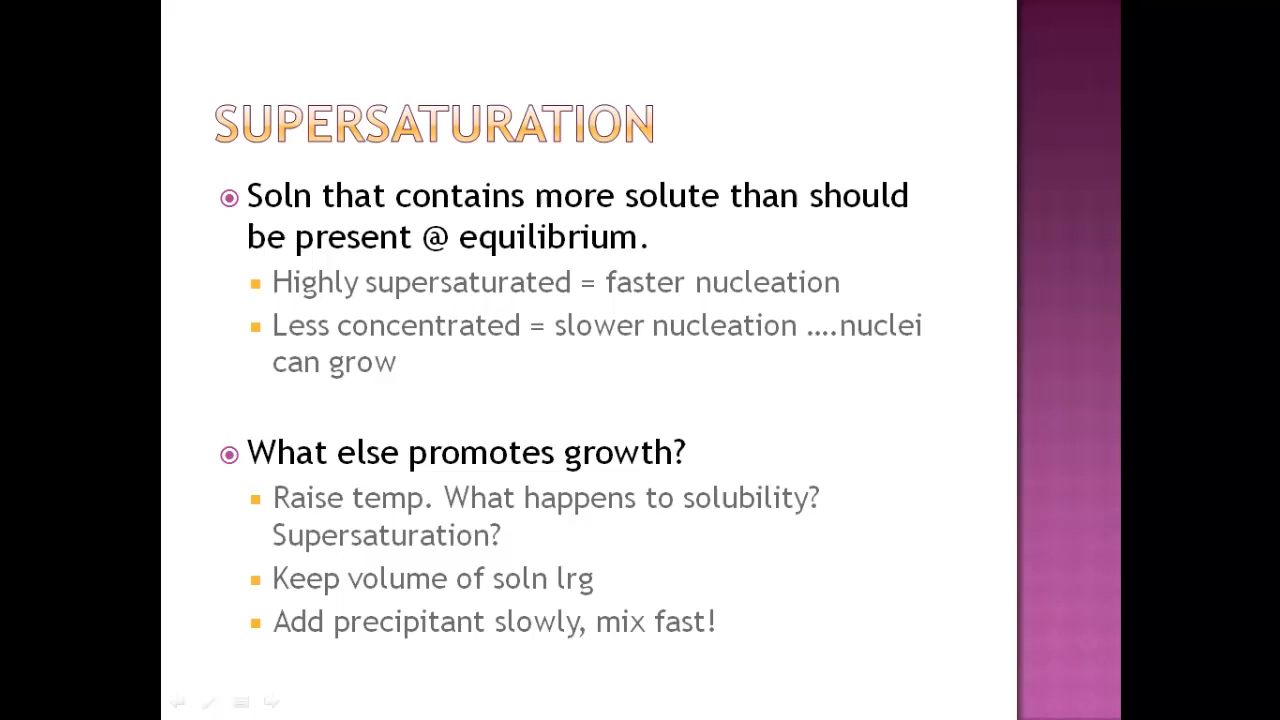 SUPERSATURATION
Soln that contains more solute than should
be present @ equilibrium.
Highly supersaturated = faster nucleation
Less concentrated = slower nucleation ....nuclei
can grow
What else promotes growth?
Raise temp. What happens to solubility?
Supersaturation?
Keep volume of soln lrg
Add precipitant slowly, mix fast!